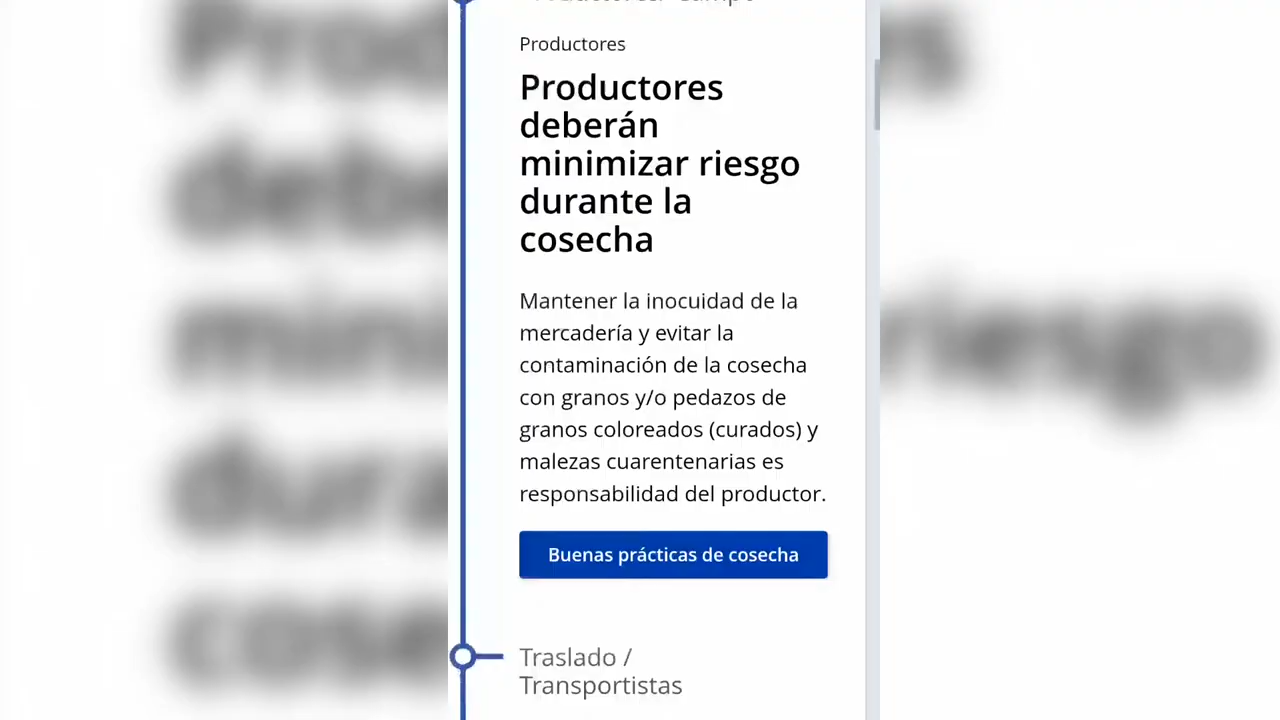 Productores
Productores
deberán
minimizar riesgo
durante la
cosecha
Mantener la inocuidad de la
mercadería y evitar la
contaminación de la cosecha
con granos y/o pedazos de
granos coloreados (curados) y
malezas cuarentenarias es
responsabilidad del productor.
Buenas prácticas de cosecha
Traslado /
Transportistas